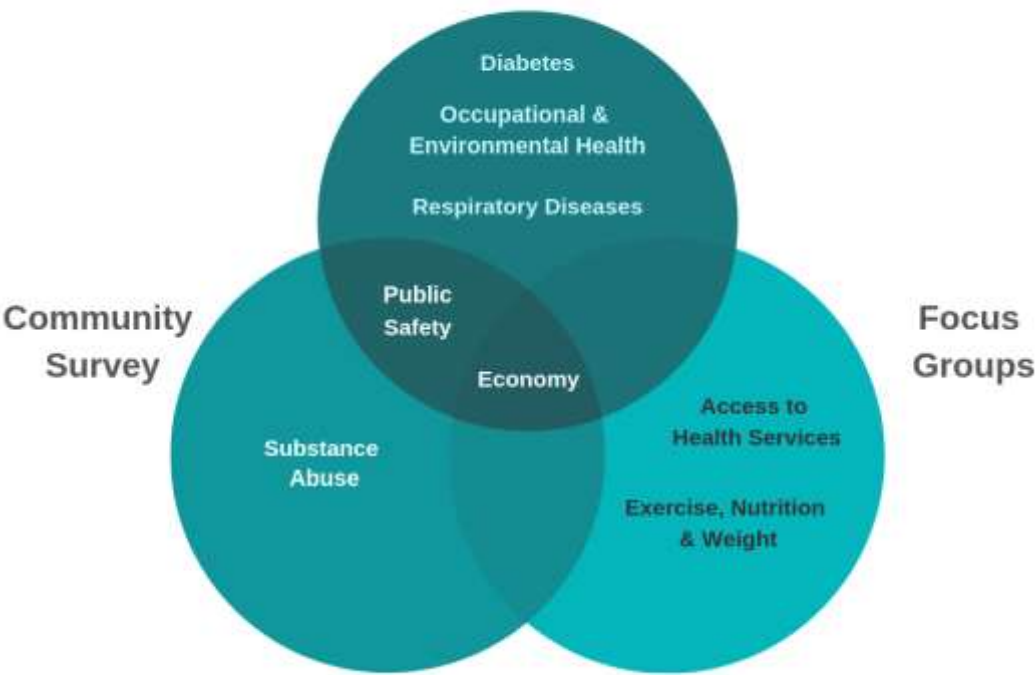 Diabetes
Occupational &
Environmental Health
Respiratory Diseases
Public
Safety
Economy
Community
Survey
Focus
Groups
Substance
Abuse
Access to
Health Services
Exercise, Nutrition
& Weight